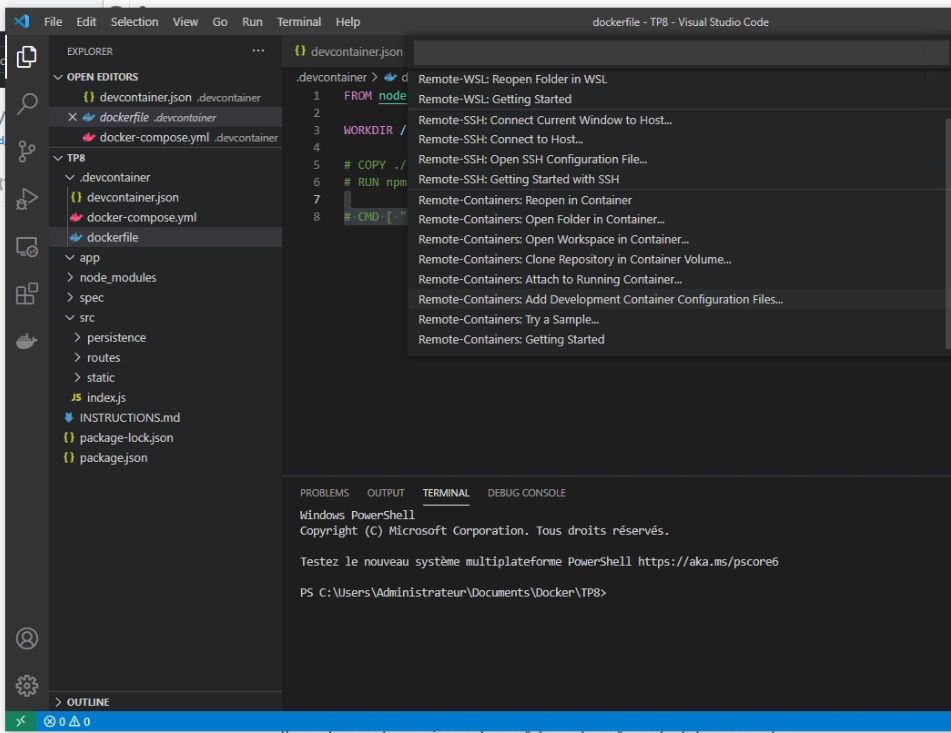 File Edit Selection View Go Run Terminal Help
dockerfile - TP8 - Visual Studio Code
EXPLORER
OPEN EDITORS
{} devcontainer.json .devcontainer
dockerfile .devcontainer
docker-compose.yml .devcontainer
TP8
.devcontainer
{} devcontainer.json
docker-compose.yml
dockerfile
app
node_modules
spec
src
persistence
routes
static
JS index.js
INSTRUCTIONS.md
{} package-lock.json
{} package.json
OUTLINE
{} devcontainer.json
.devcontainer > d
1 FROM node
2
3 WORKDIR /
4
5 # COPY ./
6 # RUN npm
7
8 # CMD [ "
Remote-WSL: Reopen Folder in WSL
Remote-WSL: Getting Started
Remote-SSH: Connect Current Window to Host...
Remote-SSH: Connect to Host...
Remote-SSH: Open SSH Configuration File...
Remote-SSH: Getting Started with SSH
Remote-Containers: Reopen in Container
Remote-Containers: Open Folder in Container...
Remote-Containers: Open Workspace in Container...
Remote-Containers: Clone Repository in Container Volume...
Remote-Containers: Attach to Running Container...
Remote-Containers: Add Development Container Configuration Files...
Remote-Containers: Try a Sample...
Remote-Containers: Getting Started
PROBLEMS OUTPUT TERMINAL DEBUG CONSOLE
Windows PowerShell
Copyright (C) Microsoft Corporation. Tous droits réservés.
Testez le nouveau système multiplateforme PowerShell https://aka.ms/pscore6
PS C:\Users\Administrateur\Documents\Docker\TP8>
0 0